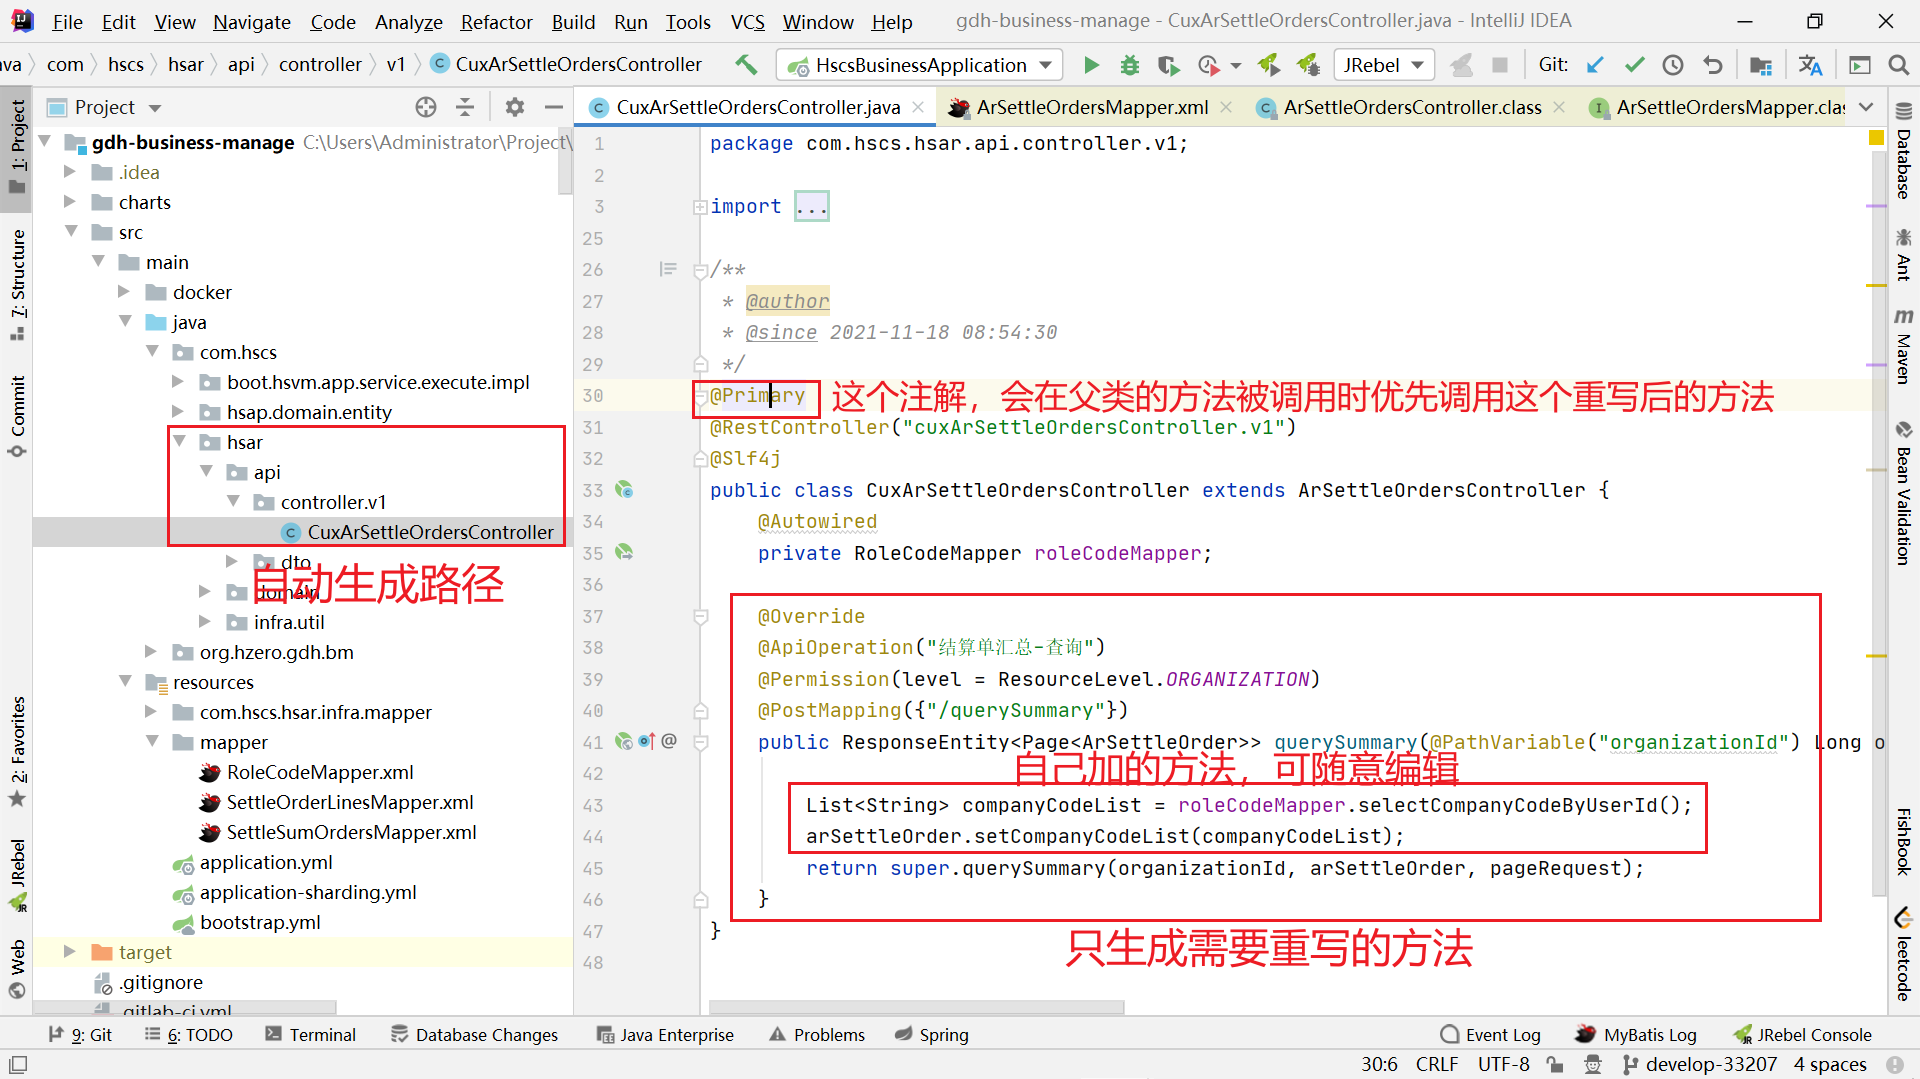 File Edit View Navigate Code Analyze Refactor Build Run Tools VCS Window Help gdh-business-manage - CuxArSettleOrdersController.java - IntelliJ IDEA
ava com hscs hsar api controller v1 CuxArSettleOrdersController HscsBusinessApplication JRebel Git:
Project
CuxArSettleOrdersController.java ArSettleOrdersMapper.xml ArSettleOrdersController.class ArSettleOrdersMapper.clas
1: Project
7: Structure
Commit
2: Favorites
JRebel
Web
gdh-business-manage C:\Users\Administrator\Project\
.idea
charts
src
main
docker
java
com.hscs
boot.hsvm.app.service.execute.impl
hsap.domain.entity
hsar
api
controller.v1
CuxArSettleOrdersController
dto
自动生成路径
domain
infra.util
org.hzero.gdh.bm
resources
com.hscs.hsar.infra.mapper
mapper
RoleCodeMapper.xml
SettleOrderLinesMapper.xml
SettleSumOrdersMapper.xml
application.yml
application-sharding.yml
bootstrap.yml
target
.gitignore
.gitlab-ci.yml
1 package com.hscs.hsar.api.controller.v1;
2
3 import ...
25
26 /**
27 * @author
28 * @since 2021-11-18 08:54:30
29 */
30 @Primary 这个注解，会在父类的方法被调用时优先调用这个重写后的方法
31 @RestController("cuxArSettleOrdersController.v1")
32 @Slf4j
33 public class CuxArSettleOrdersController extends ArSettleOrdersController {
34 @Autowired
35 private RoleCodeMapper roleCodeMapper;
36
37 @Override
38 @ApiOperation("结算单汇总-查询")
39 @Permission(level = ResourceLevel.ORGANIZATION)
40 @PostMapping({"/querySummary"})
41 public ResponseEntity<Page<ArSettleOrder>> querySummary(@PathVariable("organizationId") Long o
42 自己加的方法，可随意编辑
43 List<String> companyCodeList = roleCodeMapper.selectCompanyCodeByUserId();
44 arSettleOrder.setCompanyCodeList(companyCodeList);
45 return super.querySummary(organizationId, arSettleOrder, pageRequest);
46 }
47 }
48
只生成需要重写的方法
Database
Ant
m Maven
Bean Validation
FishBook
leetcode
9: Git 6: TODO Terminal Database Changes Java Enterprise Problems Spring Event Log MyBatis Log JRebel Console
30:6 CRLF UTF-8 develop-33207 4 spaces